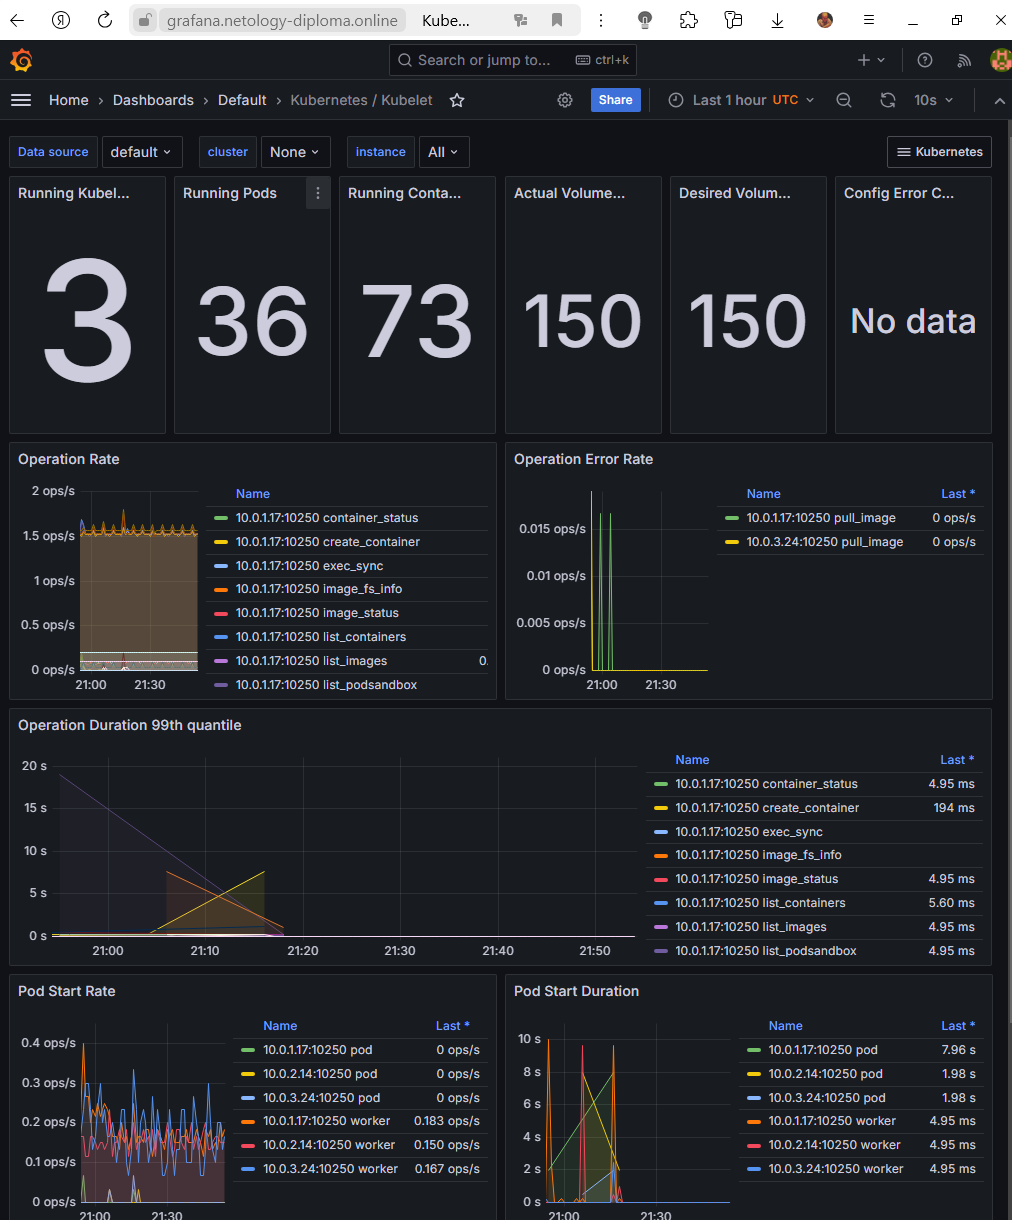 grafana.netology-diploma.online Kube...
Search or jump to... ctrl+k
Home Dashboards Default Kubernetes / Kubelet Share Last 1 hour UTC 10s
Data source default cluster None instance All Kubernetes
Running Kubel... Running Pods Running Conta... Actual Volume... Desired Volum... Config Error C...
3 36 73 150 150 No data
Operation Rate
2 ops/s
1.5 ops/s
1 ops/s
0.5 ops/s
0 ops/s
21:00 21:30
Name
10.0.1.17:10250 container_status
10.0.1.17:10250 create_container
10.0.1.17:10250 exec_sync
10.0.1.17:10250 image_fs_info
10.0.1.17:10250 image_status
10.0.1.17:10250 list_containers
10.0.1.17:10250 list_images 0.
10.0.1.17:10250 list_podsandbox
Operation Error Rate
0.015 ops/s
0.01 ops/s
0.005 ops/s
0 ops/s
21:00 21:30
Name Last *
10.0.1.17:10250 pull_image 0 ops/s
10.0.3.24:10250 pull_image 0 ops/s
Operation Duration 99th quantile
20 s
15 s
10 s
5 s
0 s
21:00 21:10 21:20 21:30 21:40 21:50
Name Last *
10.0.1.17:10250 container_status 4.95 ms
10.0.1.17:10250 create_container 194 ms
10.0.1.17:10250 exec_sync
10.0.1.17:10250 image_fs_info
10.0.1.17:10250 image_status 4.95 ms
10.0.1.17:10250 list_containers 5.60 ms
10.0.1.17:10250 list_images 4.95 ms
10.0.1.17:10250 list_podsandbox 4.95 ms
Pod Start Rate
0.4 ops/s
0.3 ops/s
0.2 ops/s
0.1 ops/s
0 ops/s
21:00 21:30
Name Last *
10.0.1.17:10250 pod 0 ops/s
10.0.2.14:10250 pod 0 ops/s
10.0.3.24:10250 pod 0 ops/s
10.0.1.17:10250 worker 0.183 ops/s
10.0.2.14:10250 worker 0.150 ops/s
10.0.3.24:10250 worker 0.167 ops/s
Pod Start Duration
10 s
8 s
6 s
4 s
2 s
0 s
21:00 21:30
Name Last *
10.0.1.17:10250 pod 7.96 s
10.0.2.14:10250 pod 1.98 s
10.0.3.24:10250 pod 1.98 s
10.0.1.17:10250 worker 4.95 ms
10.0.2.14:10250 worker 4.95 ms
10.0.3.24:10250 worker 4.95 ms